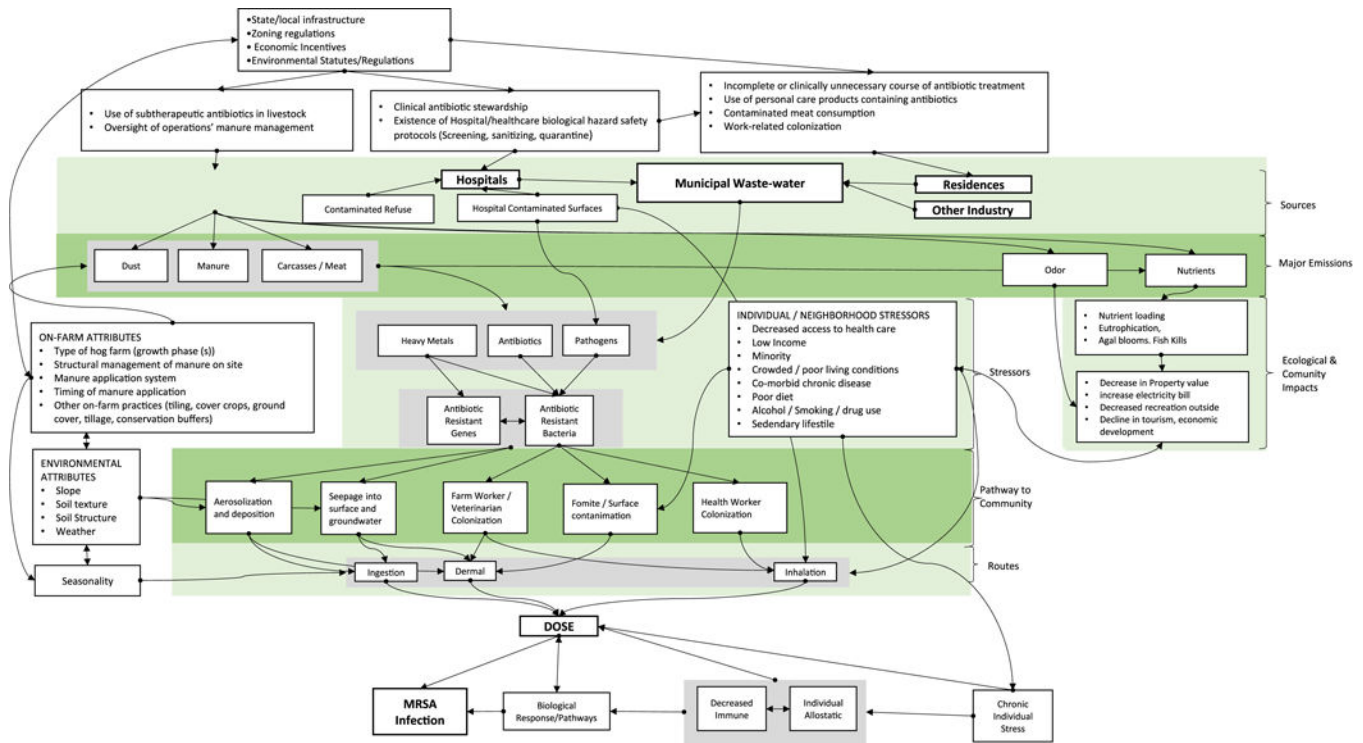 •State/local infrastructure
•Zoning regulations
• Economic Incentives
•Environmental Statutes/Regulations
• Use of subtherapeutic antibiotics in livestock
• Oversight of operations' manure management
• Clinical antibiotic stewardship
• Existence of Hospital/healthcare biological hazard safety
protocols (Screening, sanitizing, quarantine)
• Incomplete or clinically unnecessary course of antibiotic treatment
• Use of personal care products containing antibiotics
• Contaminated meat consumption
• Work-related colonization
Hospitals
Municipal Waste-water
Residences
Contaminated Refuse
Hospital Contaminated Surfaces
Other Industry
Sources
Dust
Manure
Carcasses / Meat
Odor
Nutrients
Major Emissions
ON-FARM ATTRIBUTES
• Type of hog farm (growth phase (s))
• Structural management of manure on site
• Manure application system
• Timing of manure application
• Other on-farm practices (tiling, cover crops, ground
cover, tillage, conservation buffers)
Heavy Metals
Antibiotics
Pathogens
Antibiotic
Resistant
Genes
Antibiotic
Resistant
Bacteria
INDIVIDUAL / NEIGHBORHOOD STRESSORS
• Decreased access to health care
• Low Income
• Minority
• Crowded / poor living conditions
• Co-morbid chronic disease
• Poor diet
• Alcohol / Smoking / drug use
• Sedendary lifestile
Stressors
• Nutrient loading
• Eutrophication,
• Agal blooms. Fish Kills
• Decrease in Property value
increase electricity bill
• Decreased recreation outside
• Decline in tourism, economic
development
Ecological &
Comunity
Impacts
ENVIRONMENTAL
ATTRIBUTES
• Slope
• Soil texture
• Soil Structure
• Weather
Aerosolization
and deposition
Seepage into
surface and
groundwater
Farm Worker /
Veterinarian
Colonization
Fomite / Surface
contanimation
Health Worker
Colonization
Pathway to
Community
Seasonality
Ingestion
Dermal
Inhalation
Routes
DOSE
MRSA
Infection
Biological
Response/Pathways
Decreased
Immune
Individual
Allostatic
Chronic
Individual
Stress